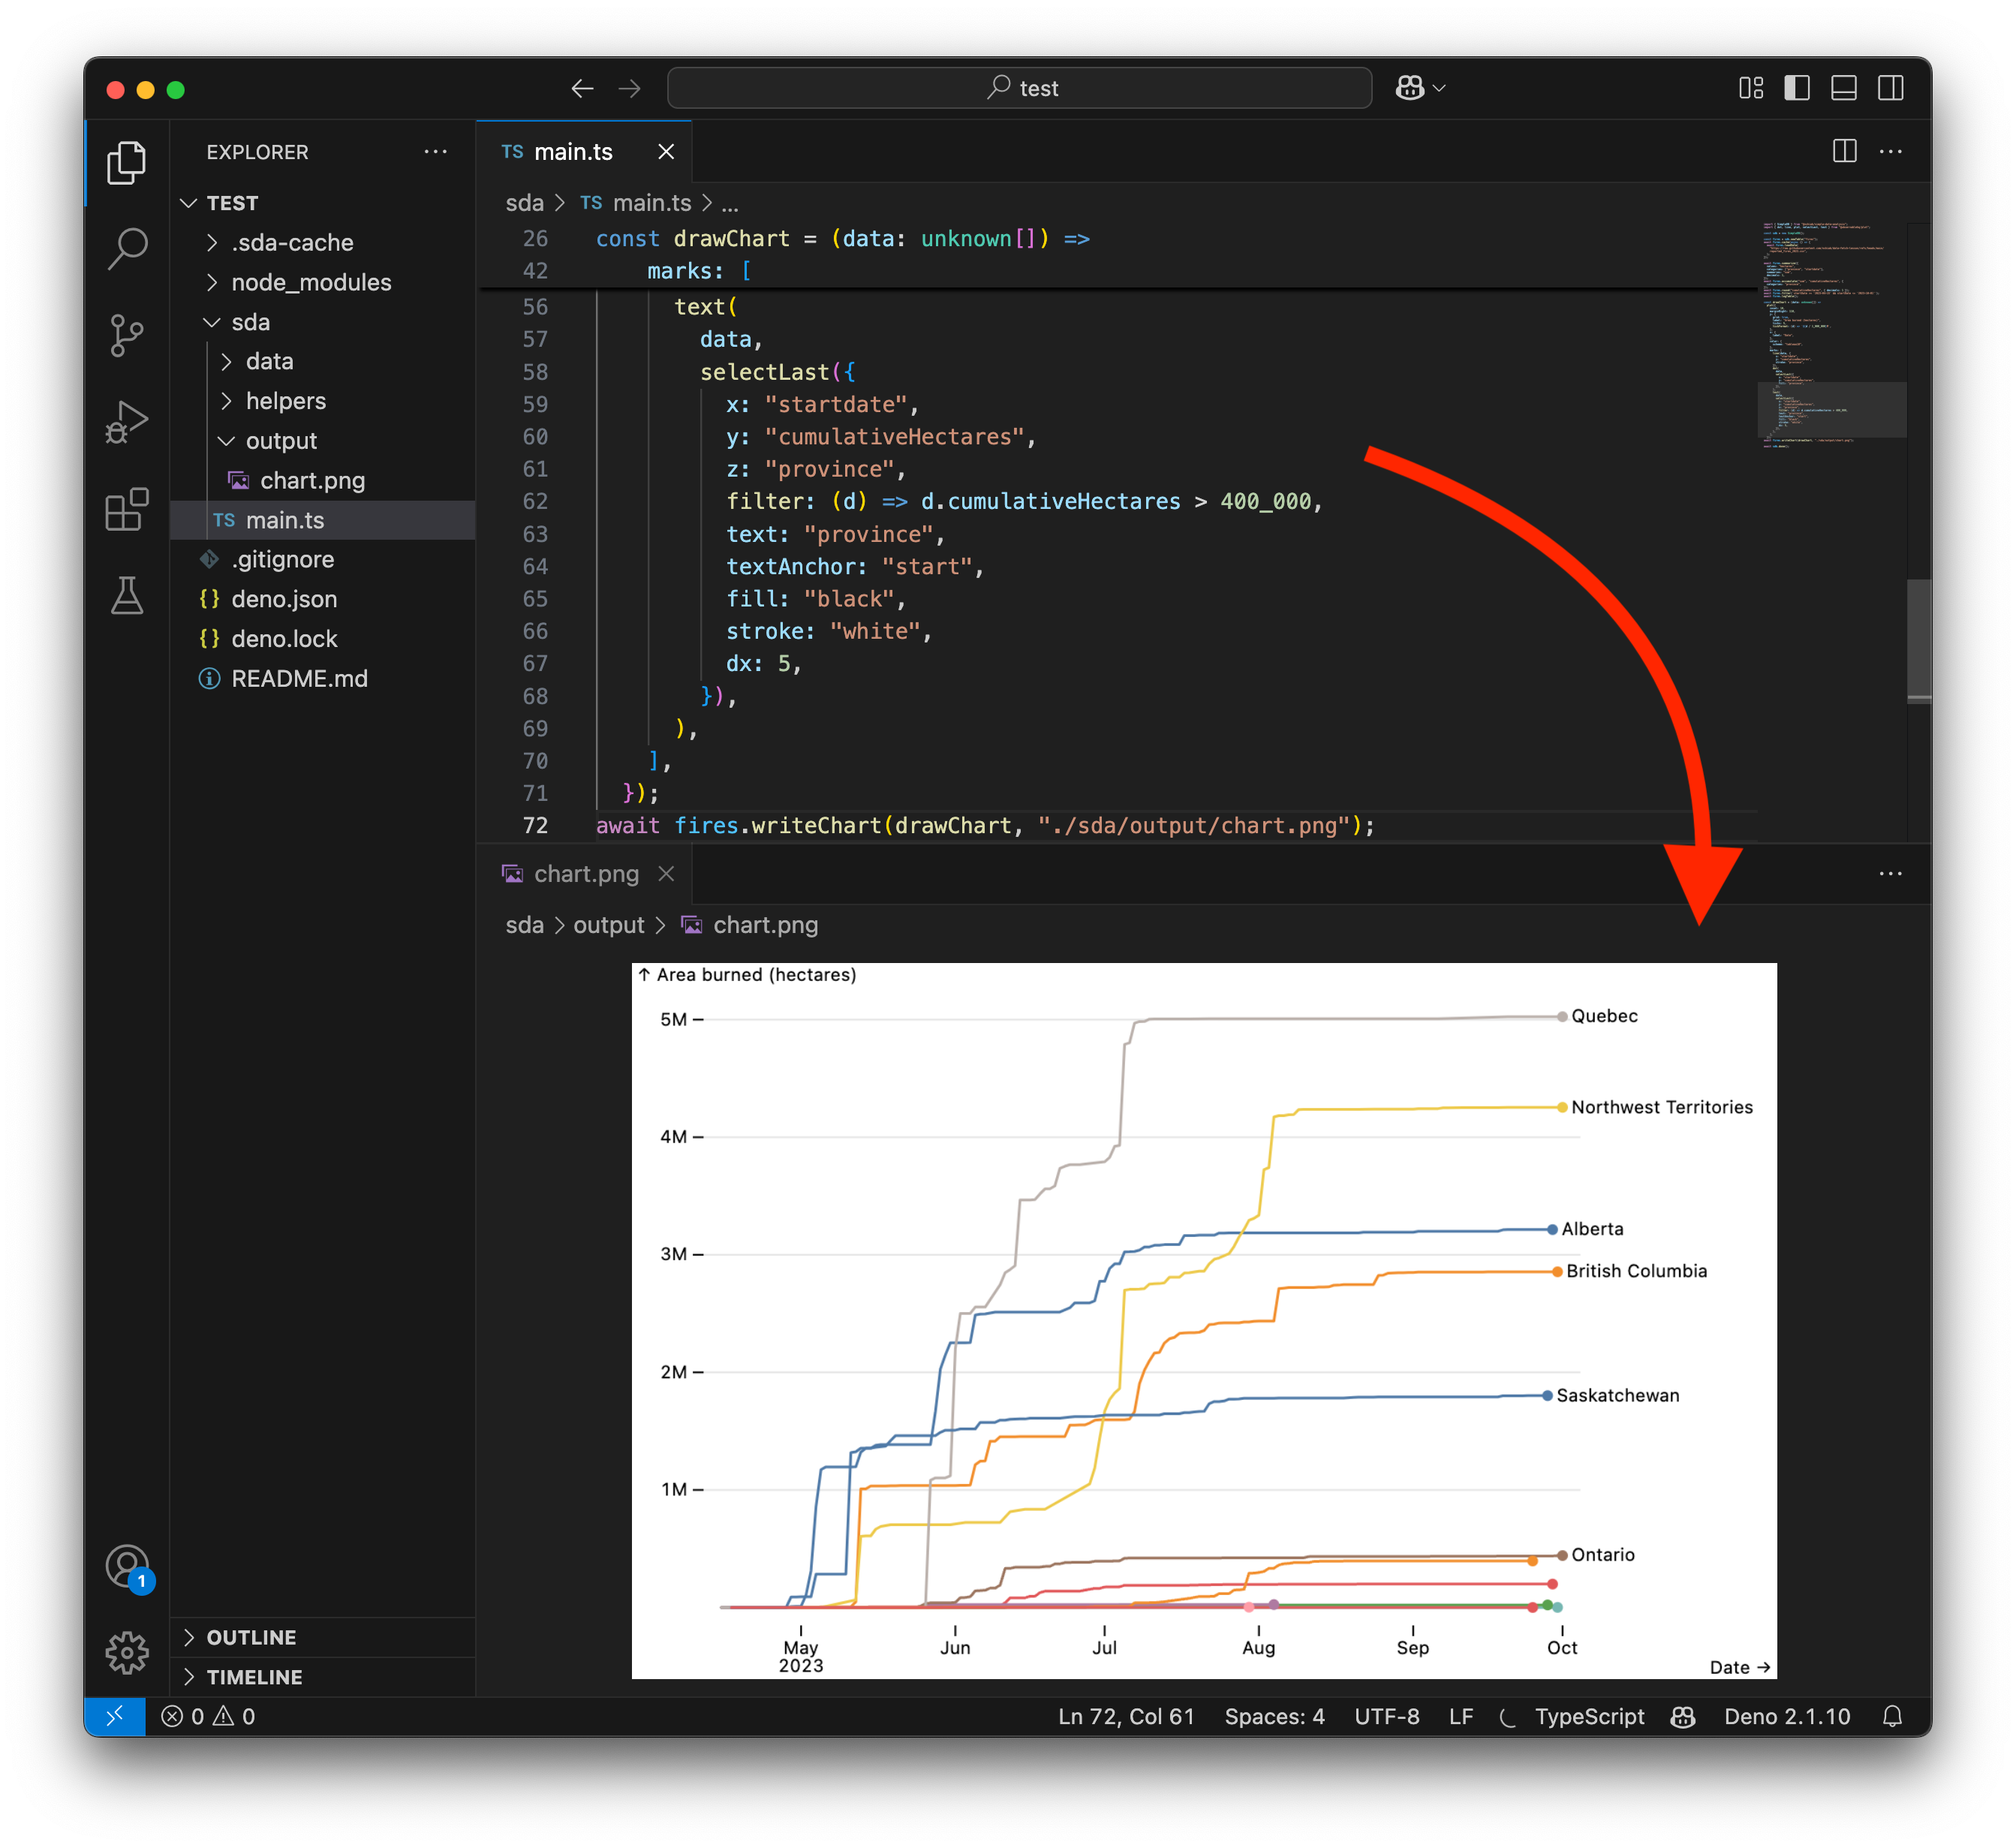 test
EXPLORER
TEST
.sda-cache
node_modules
sda
data
helpers
output
chart.png
TS main.ts
.gitignore
{} deno.json
{} deno.lock
README.md
1
OUTLINE
TIMELINE
TS main.ts
sda > TS main.ts > ...
26 const drawChart = (data: unknown[]) =>
42 marks: [
56 text(
57 data,
58 selectLast({
59 x: "startdate",
60 y: "cumulativeHectares",
61 z: "province",
62 filter: (d) => d.cumulativeHectares > 400_000,
63 text: "province",
64 textAnchor: "start",
65 fill: "black",
66 stroke: "white",
67 dx: 5,
68 }),
69 ),
70 ],
71 });
72 await fires.writeChart(drawChart, "./sda/output/chart.png");
chart.png
sda > output > chart.png
↑ Area burned (hectares)
5M
4M
3M
2M
1M
Quebec
Northwest Territories
Alberta
British Columbia
Saskatchewan
Ontario
May Jun Jul Aug Sep Oct
2023
Date →
0 0
Ln 72, Col 61 Spaces: 4 UTF-8 LF TypeScript Deno 2.1.10